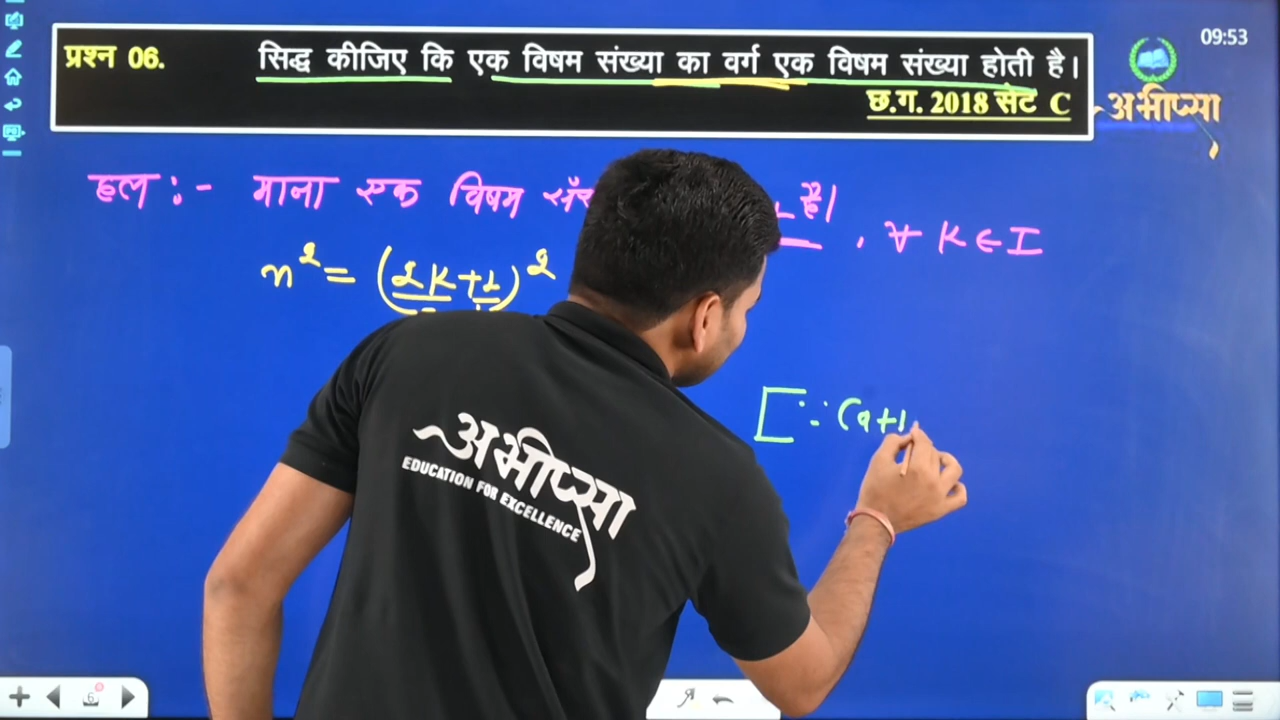 09:53
प्रश्न 06. सिद्ध कीजिए कि एक विषम संख्या का वर्ग एक विषम संख्या होती है।
छ.ग. 2018 सेट C
अभीप्सा
हल :- माना एक विषम है।
, ∀ K ∈ I
n² = (2K+1)²
[∵ (a+b
अभीप्सा
EDUCATION FOR EXCELLENCE
6